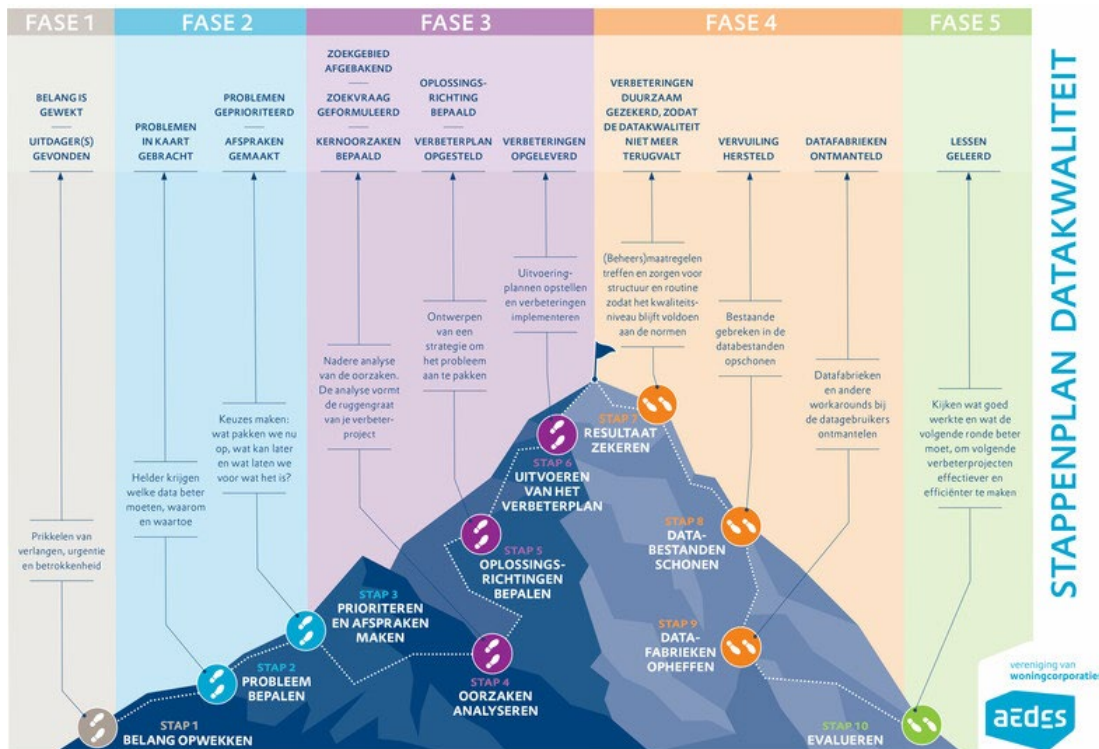 FASE 1
FASE 2
FASE 3
FASE 4
FASE 5
BELANG IS
GEWEKT
UITDAGER(S)
GEVONDEN
PROBLEMEN
IN KAART
GEBRACHT
PROBLEMEN
GEPRIORITEERD
AFSPRAKEN
GEMAAKT
ZOEKGEBIED
AFGEBAKEND
ZOEKVRAAG
GEFORMULEERD
KERNOORZAKEN
BEPAALD
OPLOSSINGS-
RICHTING
BEPAALD
VERBETERPLAN
OPGESTELD
VERBETERINGEN
OPGELEVERD
VERBETERINGEN
DUURZAAM
GEZEKERD, ZODAT
DE DATAKWALITEIT
NIET MEER
TERUGVALT
VERVUILING
HERSTELD
DATAFABRIEKEN
ONTMANTELD
LESSEN
GELEERD
Prikkelen van
verlangen, urgentie
en betrokkenheid
Helder krijgen
welke data beter
moeten, waarom
en waartoe
Keuzes maken:
wat pakken we nu
op, wat kan later
en wat laten we
voor wat het is?
Nadere analyse
van de oorzaken.
De analyse vormt
de ruggengraat
van je verbeter-
project
Ontwerpen
van een
strategie om
het probleem
aan te pakken
Uitvoering-
plannen opstellen
en verbeteringen
implementeren
(Beheers)maatregelen
treffen en zorgen voor
structuur en routine
zodat het kwaliteits-
niveau blijft voldoen
aan de normen
Bestaande
gebreken in de
databestanden
opschonen
Datafabrieken
en andere
workarounds bij
de datagebruikers
ontmantelen
Kijken wat goed
werkte en wat de
volgende ronde beter
moet, om volgende
verbeterprojecten
effectiever en
efficiënter te maken
STAP 1
BELANG OPWEKKEN
STAP 2
PROBLEEM
BEPALEN
STAP 3
PRIORITEREN
EN AFSPRAKEN
MAKEN
STAP 4
OORZAKEN
ANALYSEREN
STAP 5
OPLOSSINGS-
RICHTINGEN
BEPALEN
STAP 6
UITVOEREN
VAN HET
VERBETERPLAN
STAP 7
RESULTAAT
ZEKEREN
STAP 8
DATA-
BESTANDEN
SCHONEN
STAP 9
DATA-
FABRIEKEN
OPHEFFEN
STAP 10
EVALUEREN
STAPPENPLAN DATAKWALITEIT
vereniging van
woningcorporatie
aedes